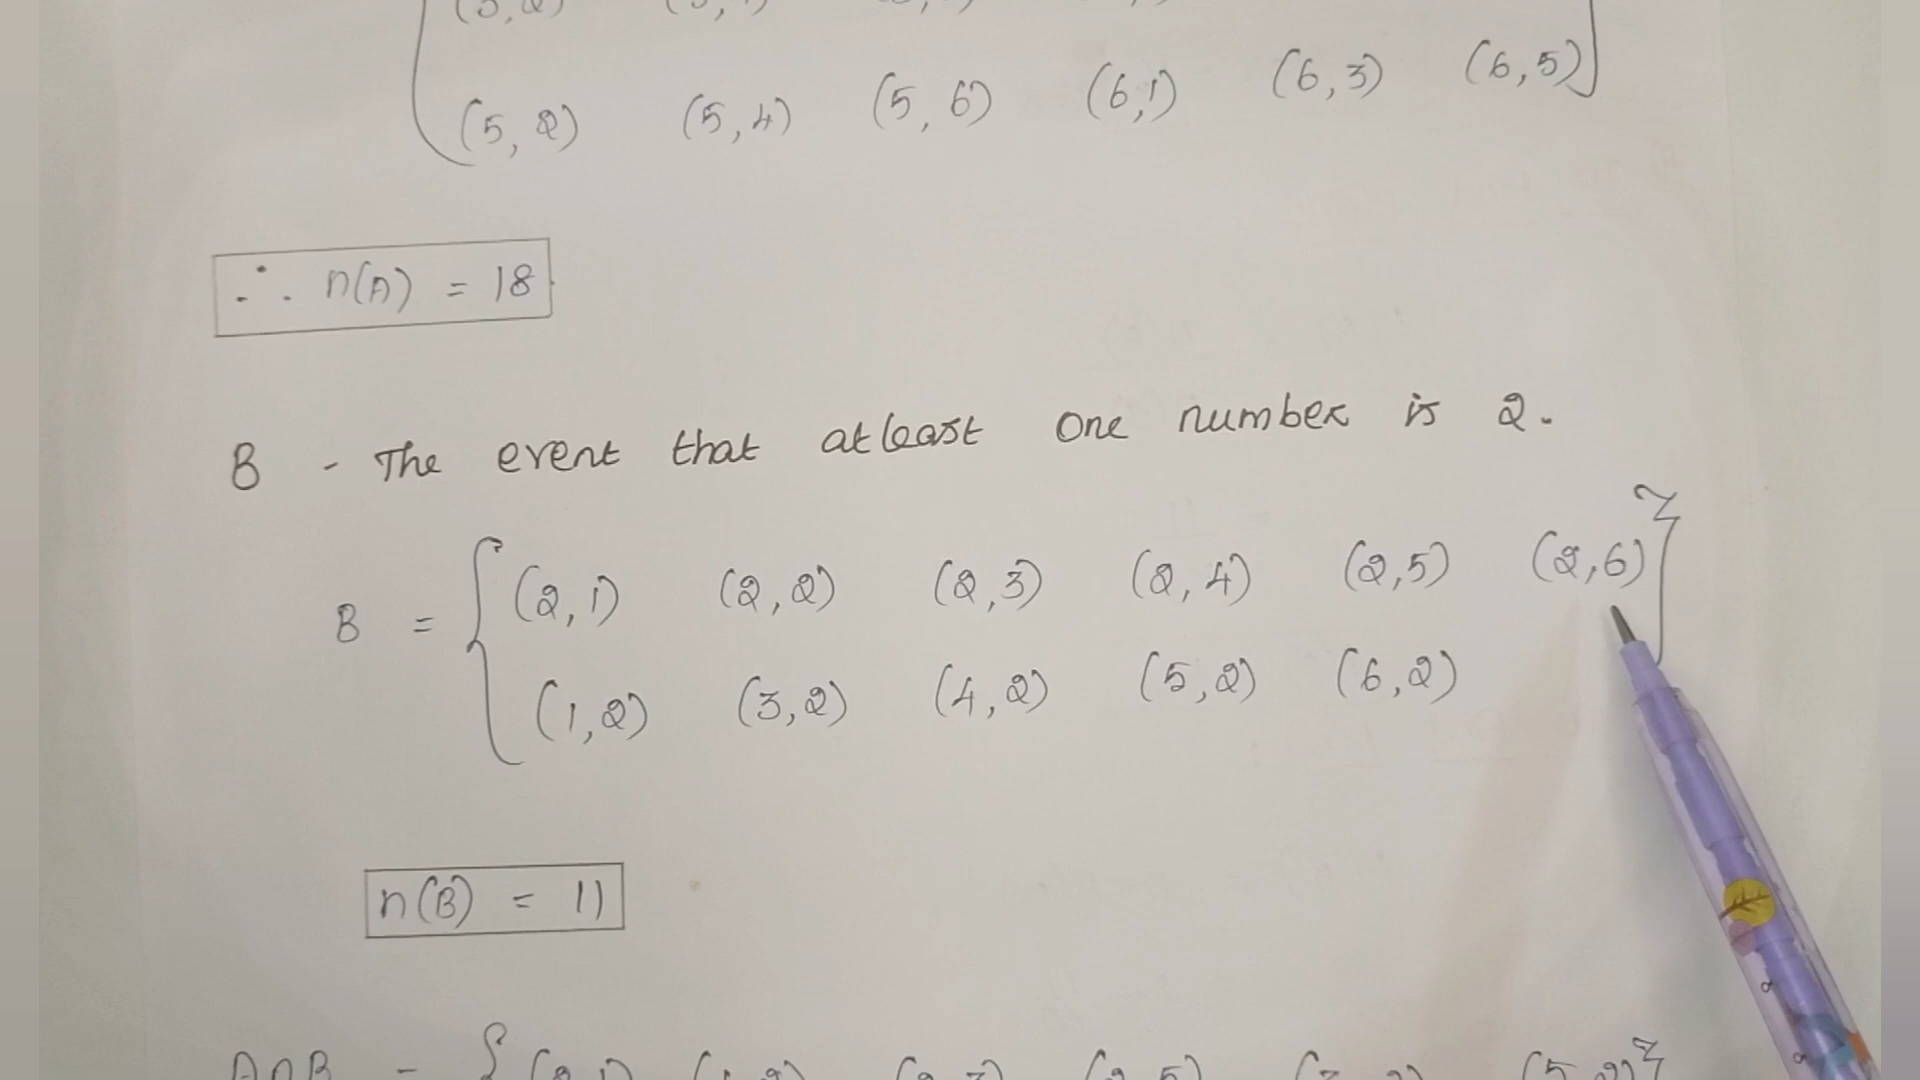 (5,2) (5,4) (5,6) (6,1) (6,3) (6,5)
∴ n(A) = 18
B - The event that atleast one number is 2.
B = { (2,1) (2,2) (2,3) (2,4) (2,5) (2,6) }
(1,2) (3,2) (4,2) (5,2) (6,2)
n(B) = 11
A∩B = {